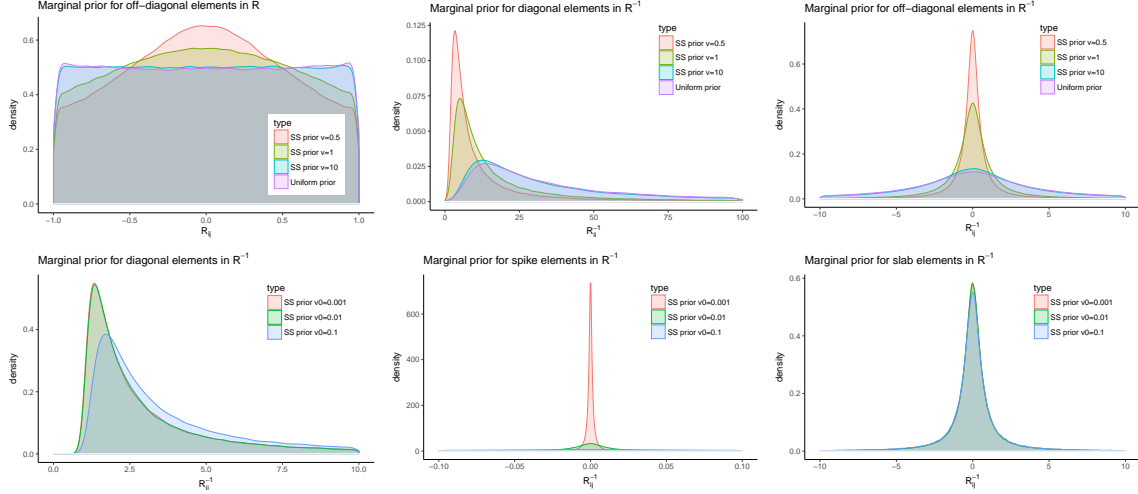 Marginal prior for off-diagonal elements in R
density
0.6
0.4
0.2
0.0
-1.0
-0.5
0.0
0.5
1.0
R_ij
type
SS prior v=0.5
SS prior v=1
SS prior v=10
Uniform prior
Marginal prior for diagonal elements in R^-1
density
0.125
0.100
0.075
0.050
0.025
0.000
0
25
50
75
100
R_ii^-1
type
SS prior v=0.5
SS prior v=1
SS prior v=10
Uniform prior
Marginal prior for off-diagonal elements in R^-1
density
0.8
0.6
0.4
0.2
0.0
-10
-5
0
5
10
R_ij^-1
type
SS prior v=0.5
SS prior v=1
SS prior v=10
Uniform prior
Marginal prior for diagonal elements in R^-1
density
0.4
0.2
0.0
0.0
2.5
5.0
7.5
10.0
R_ii^-1
type
SS prior v0=0.001
SS prior v0=0.01
SS prior v0=0.1
Marginal prior for spike elements in R^-1
density
600
400
200
0
-0.10
-0.05
0.00
0.05
0.10
R_ij^-1
type
SS prior v0=0.001
SS prior v0=0.01
SS prior v0=0.1
Marginal prior for slab elements in R^-1
density
0.6
0.4
0.2
0.0
-10
-5
0
5
10
R_ij^-1
type
SS prior v0=0.001
SS prior v0=0.01
SS prior v0=0.1